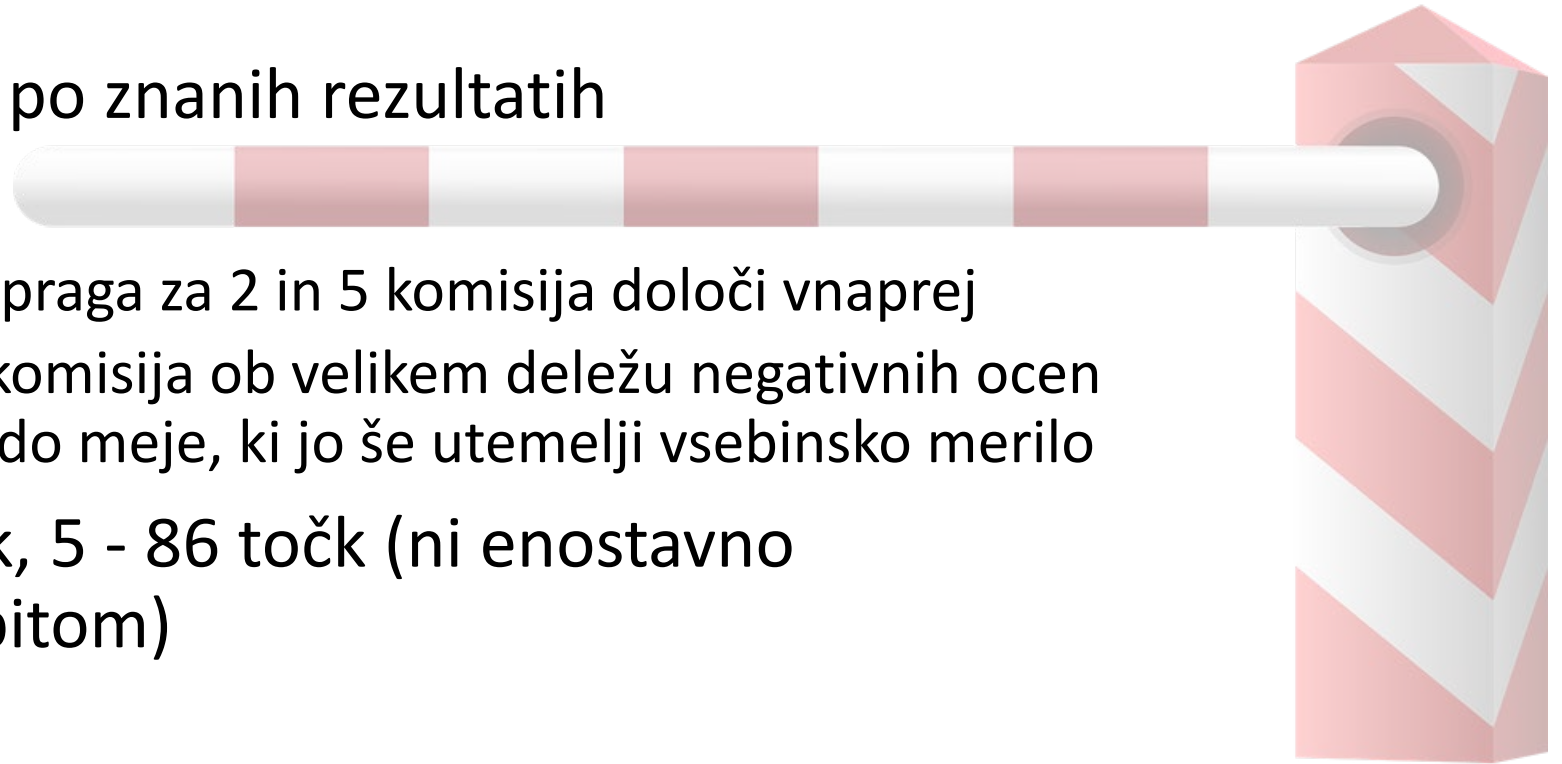 po znanih rezultatih
praga za 2 in 5 komisija določi vnaprej
komisija ob velikem deležu negativnih ocen
do meje, ki jo še utemelji vsebinsko merilo
, 5 - 86 točk (ni enostavno